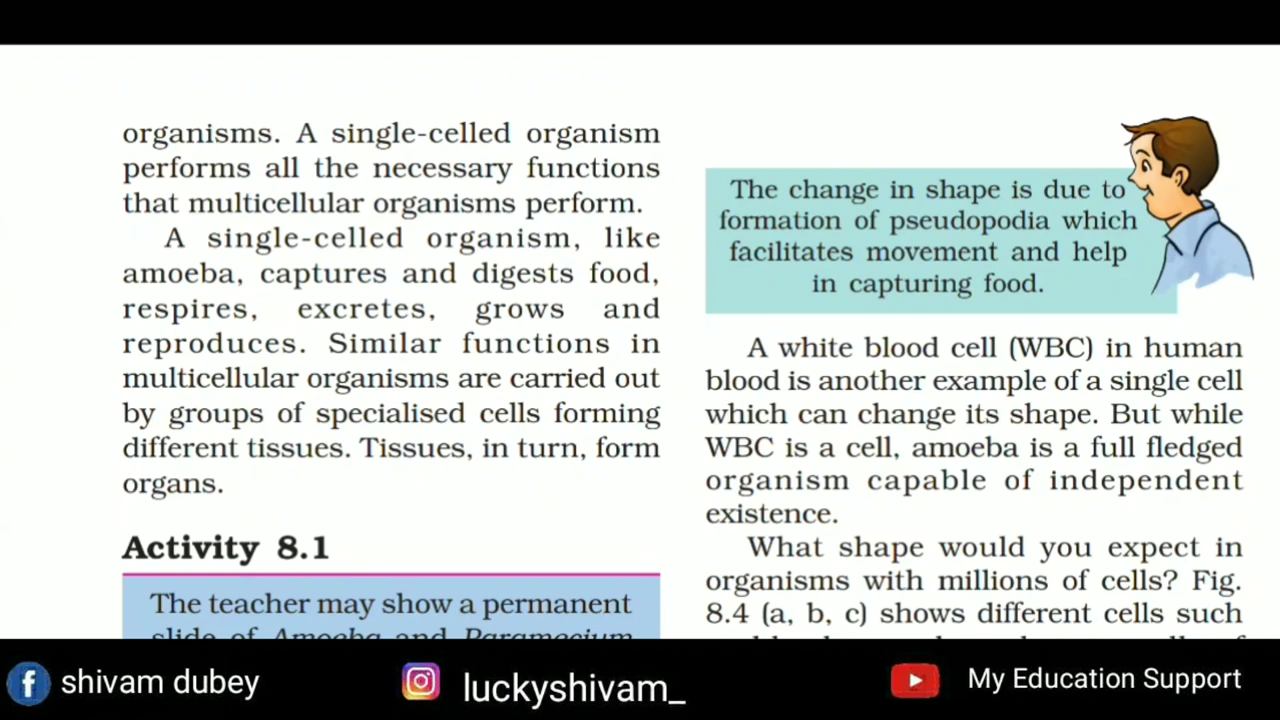 organisms. A single-celled organism
performs all the necessary functions
that multicellular organisms perform.
A single-celled organism, like
amoeba, captures and digests food,
respires, excretes, grows and
reproduces. Similar functions in
multicellular organisms are carried out
by groups of specialised cells forming
different tissues. Tissues, in turn, form
organs.
Activity 8.1
The teacher may show a permanent
slide of Amoeba and Paramecium
The change in shape is due to
formation of pseudopodia which
facilitates movement and help
in capturing food.
A white blood cell (WBC) in human
blood is another example of a single cell
which can change its shape. But while
WBC is a cell, amoeba is a full fledged
organism capable of independent
existence.
What shape would you expect in
organisms with millions of cells? Fig.
8.4 (a, b, c) shows different cells such
shivam dubey
luckyshivam_
My Education Support